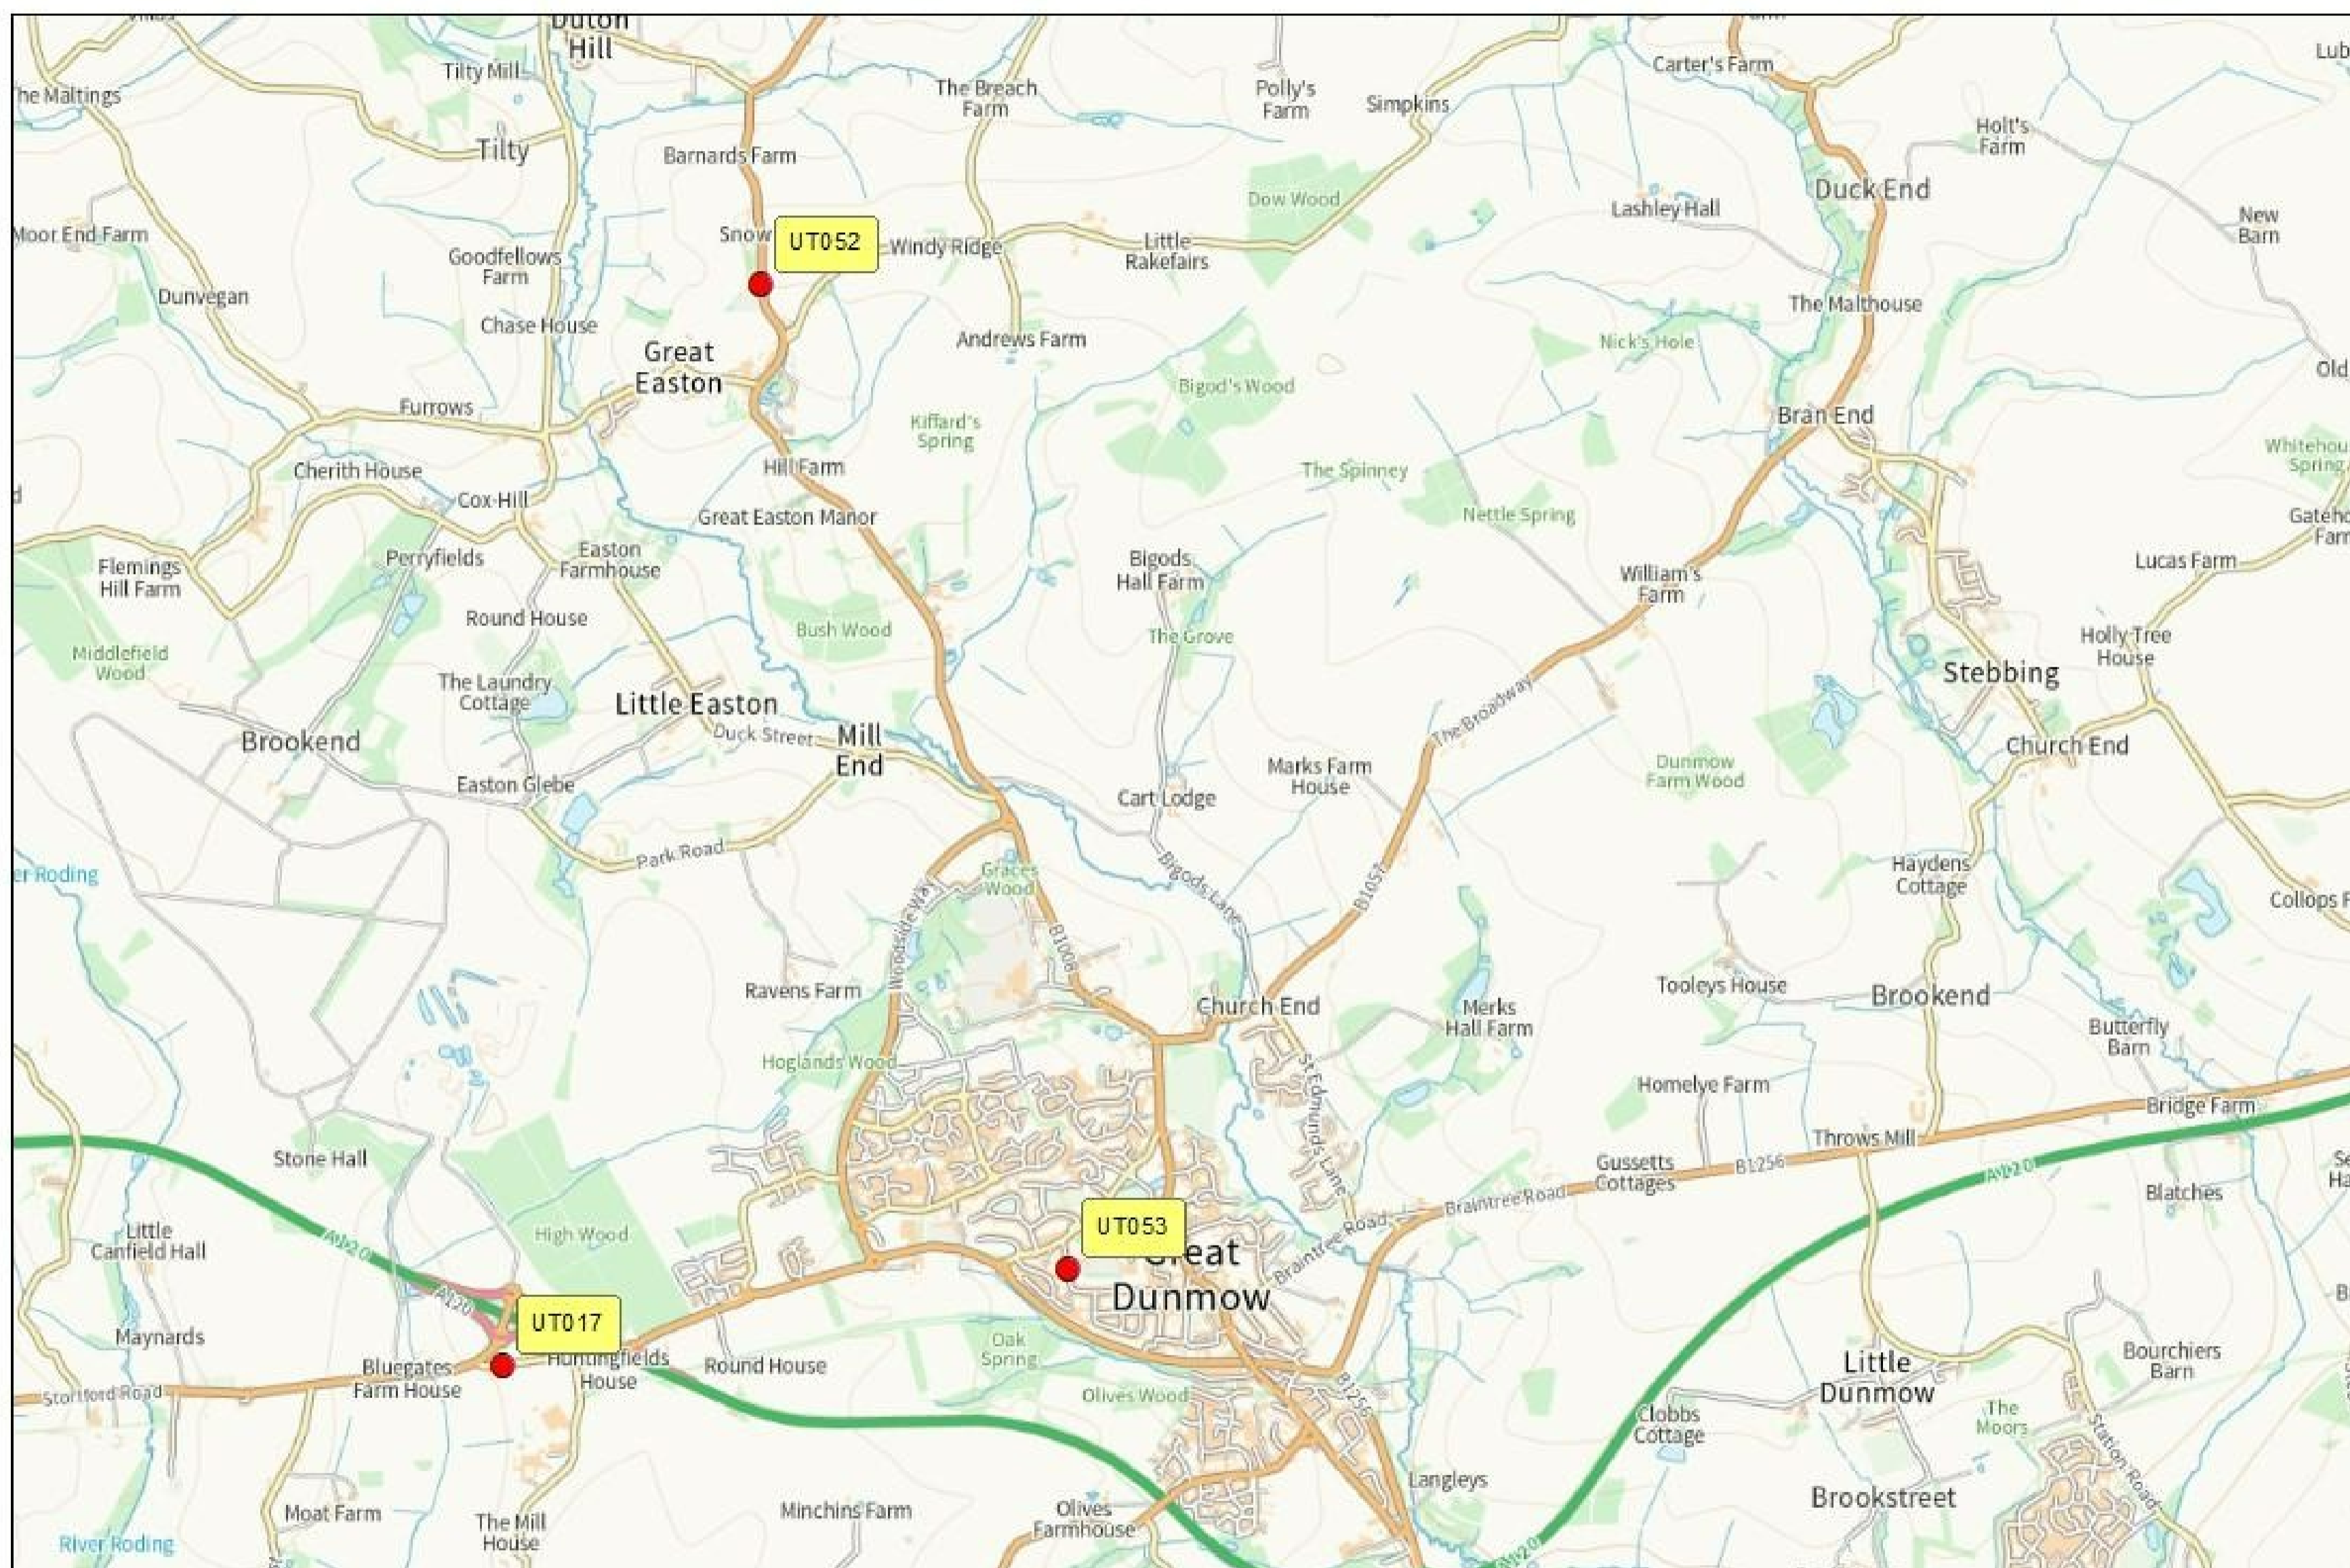 Duton
Hill
Tilty Mill
The Breach
Farm
Polly's
Farm
Simpkins
Carter's Farm
he Maltings
Holt's
Farm
Tilty
Barnards Farm
Duck End
Dow Wood
Lashley Hall
New
Barn
Moor End Farm
Snow
UT052
Windy Ridge
Little
Rakefairs
Goodfellows
Farm
Dunvegan
The Malthouse
Chase House
Andrews Farm
Nick's Hole
Great
Easton
Old
Bigod's Wood
Furrows
Bran End
Kiffard's
Spring
Whitehou
Spring
Hill Farm
Cherith House
The Spinney
Cox-Hill
Great Easton Manor
Nettle Spring
Gateho
Farm
Easton
Farmhouse
Perryfields
Flemings
Hill Farm
Bigods
Hall Farm
Lucas Farm
William's
Farm
Round House
Bush Wood
The Grove
Holly Tree
House
Middlefield
Wood
The Laundry
Cottage
Stebbing
Little Easton
The Broadway
Brookend
Duck Street
Mill
End
Church End
Dunmow
Farm Wood
Marks Farm
House
Easton Glebe
Cart Lodge
Park Road
er Roding
Graces
Wood
Bigods Lane
B1057
Haydens
Cottage
Collops F
Woodside Way
B1008
Ravens Farm
Tooleys House
Brookend
Church End
Merks
Hall Farm
Butterfly
Barn
Hoglands Wood
Homelye Farm
St Edmunds Lane
Bridge Farm
Throws Mill
Stone Hall
Gussetts
Cottages
B1256
A120
Blatches
Braintree Road
Little
Canfield Hall
High Wood
A120
UT053
Great
Dunmow
Braintree Road
A120
UT017
Maynards
Oak
Spring
Huntingfields
House
Round House
Bluegates
Farm House
Stortford Road
Olives Wood
B1256
Little
Dunmow
Bourchiers
Barn
Clobbs
Cottage
The
Moors
Station Road
Langleys
Brookstreet
Moat Farm
The Mill
House
Minchins Farm
Olives
Farmhouse
River Roding
A120